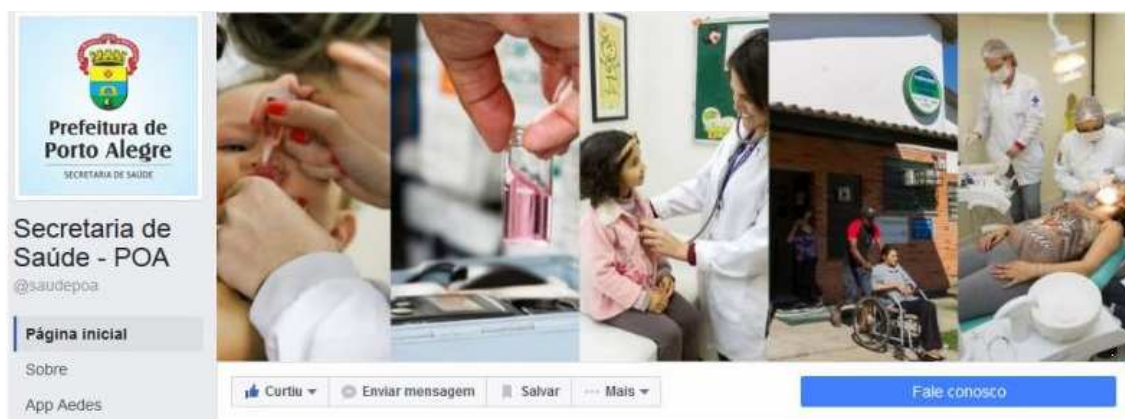 Prefeitura de
Porto Alegre
SECRETARIA DE SAÚDE
Secretaria de
Saúde - POA
@saudepoa
Página inicial
Sobre
App Aedes
Curtiu
Enviar mensagem
Salvar
Mais
Fale conosco